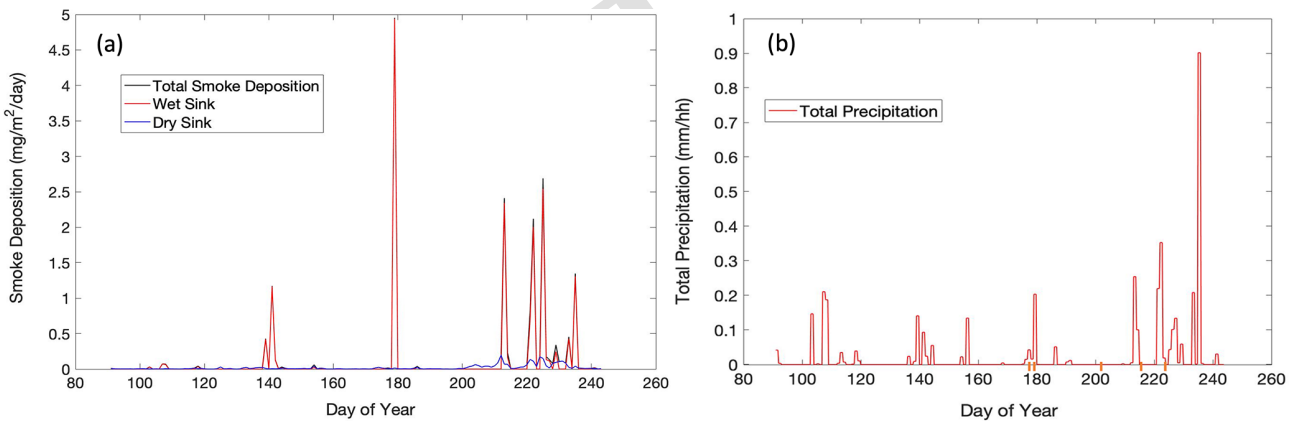 (a)
5
4.5
4
3.5
3
2.5
2
1.5
1
0.5
0
80 100 120 140 160 180 200 220 240 260
Smoke Deposition (mg/m²/day)
Day of Year
Total Smoke Deposition
Wet Sink
Dry Sink
(b)
1
0.9
0.8
0.7
0.6
0.5
0.4
0.3
0.2
0.1
0
80 100 120 140 160 180 200 220 240 260
Total Precipitation (mm/hh)
Day of Year
Total Precipitation